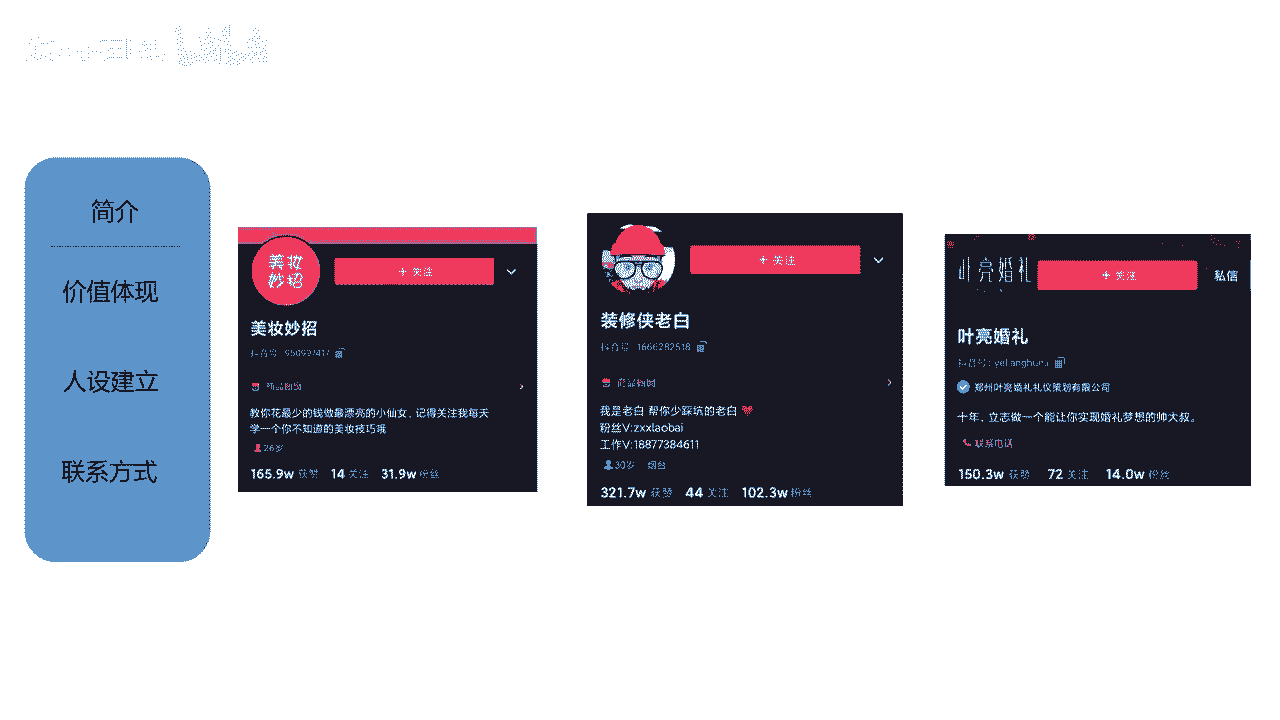 简介
价值体现
人设建立
联系方式
美妆
妙招
+ 关注
美妆妙招
抖音号: 950997417
商品橱窗
教你花最少的钱做最漂亮的小仙女，记得关注我每天
学一个你不知道的美妆技巧哦
26岁
165.9w 获赞 14 关注 31.9w 粉丝
+ 关注
装修侠老白
抖音号: 1666282518
商品橱窗
我是老白 帮你少踩坑的老白
粉丝V:zxxlaobai
工作V:18877384611
30岁 烟台
321.7w 获赞 44 关注 102.3w 粉丝
叶亮婚礼
+ 关注
私信
叶亮婚礼
抖音号: yelianghunli
郑州叶亮婚礼礼仪策划有限公司
十年，立志做一个能让你实现婚礼梦想的帅大叔。
联系电话
150.3w 获赞 72 关注 14.0w 粉丝